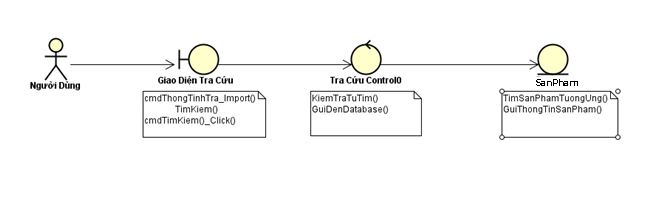 Người Dùng
Giao Diện Tra Cứu
Tra Cứu Control0
SanPham
cmdThongTinhTra_Import()
TimKiem()
cmdTimKiem()_Click()
KiemTraTuTim()
GuiDenDatabase()
TimSanPhamTuongUng()
GuiThongTinSanPham()